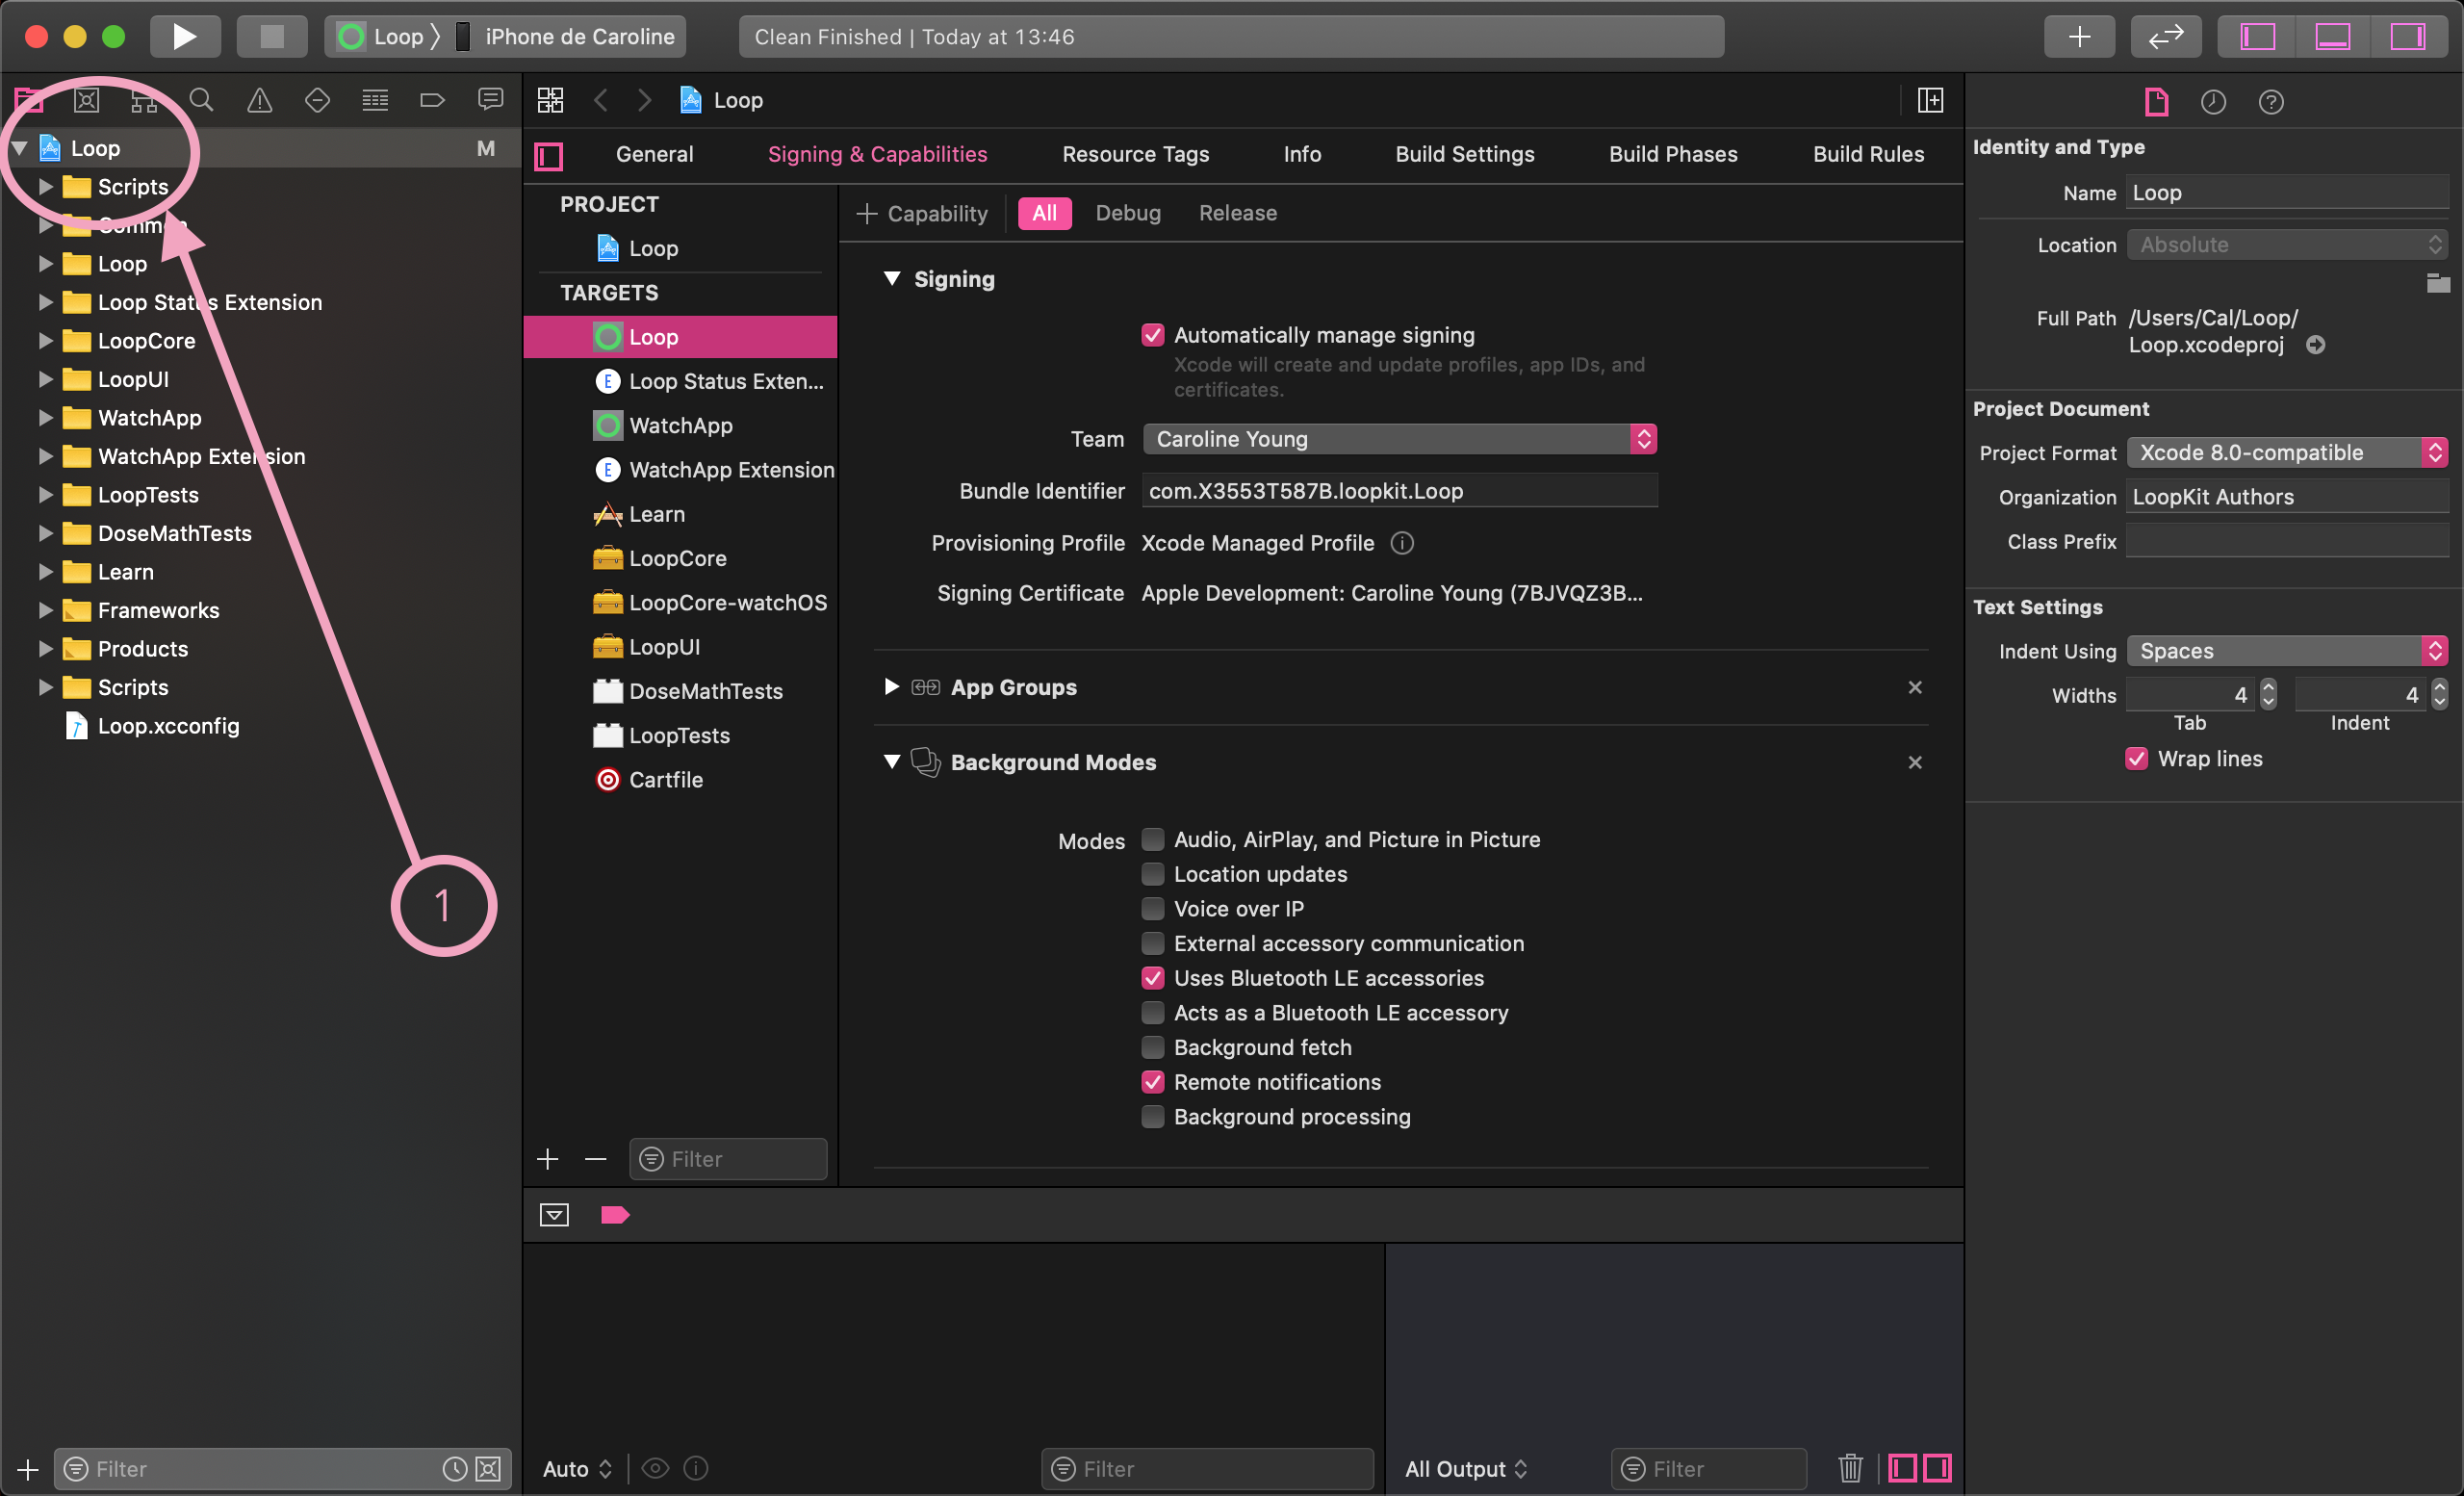 Loop 〉 iPhone de Caroline
Clean Finished | Today at 13:46
Loop M
Scripts
Common
Loop
Loop Status Extension
LoopCore
LoopUI
WatchApp
WatchApp Extension
LoopTests
DoseMathTests
Learn
Frameworks
Products
Scripts
Loop.xcconfig
1
Filter
Loop
General Signing & Capabilities Resource Tags Info Build Settings Build Phases Build Rules
PROJECT
Loop
TARGETS
Loop
Loop Status Exten...
WatchApp
WatchApp Extension
Learn
LoopCore
LoopCore-watchOS
LoopUI
DoseMathTests
LoopTests
Cartfile
Filter
Capability All Debug Release
Signing
Automatically manage signing
Xcode will create and update profiles, app IDs, and
certificates.
Team Caroline Young
Bundle Identifier com.X3553T587B.loopkit.Loop
Provisioning Profile Xcode Managed Profile
Signing Certificate Apple Development: Caroline Young (7BJVQZ3B...
App Groups
Background Modes
Modes Audio, AirPlay, and Picture in Picture
Location updates
Voice over IP
External accessory communication
Uses Bluetooth LE accessories
Acts as a Bluetooth LE accessory
Background fetch
Remote notifications
Background processing
Auto Filter
All Output Filter
Identity and Type
Name Loop
Location Absolute
Full Path /Users/Cal/Loop/
Loop.xcodeproj
Project Document
Project Format Xcode 8.0-compatible
Organization LoopKit Authors
Class Prefix
Text Settings
Indent Using Spaces
Widths 4 4
Tab Indent
Wrap lines